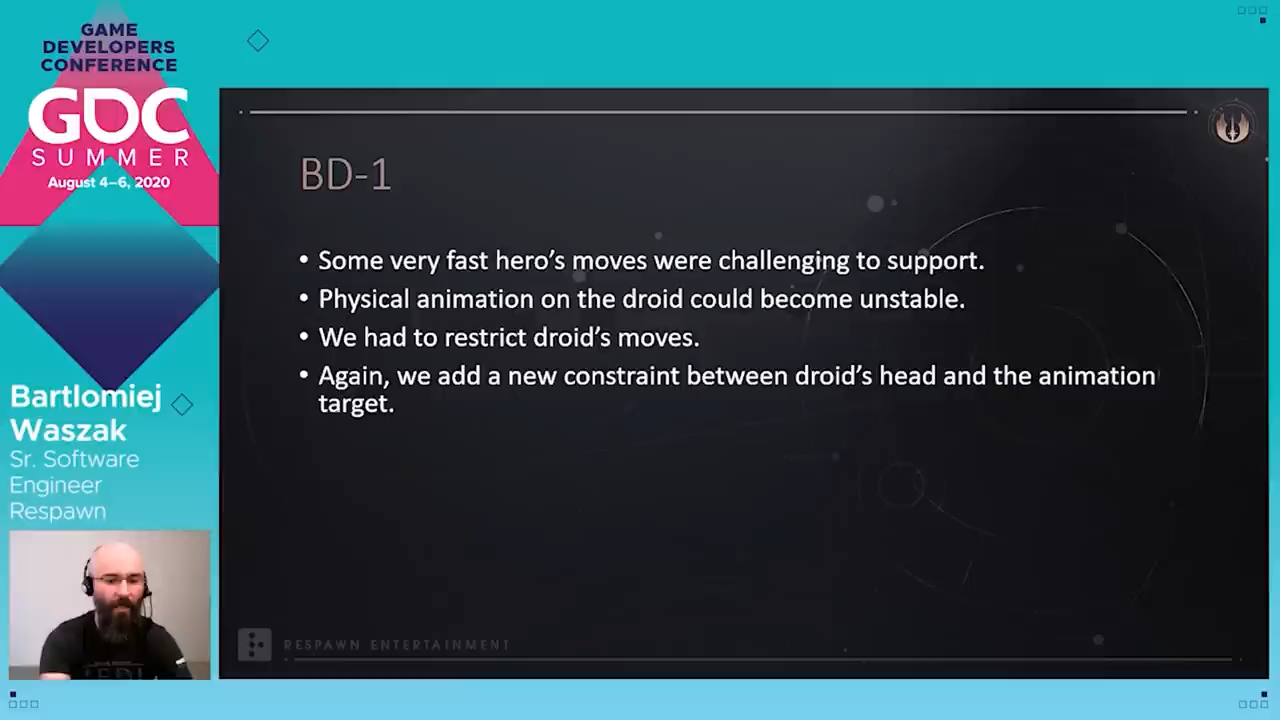 GAME
DEVELOPERS
CONFERENCE
GDC
SUMMER
August 4–6, 2020
Bartlomiej
Waszak
Sr. Software
Engineer
Respawn
JEDI
BD-1
• Some very fast hero’s moves were challenging to support.
• Physical animation on the droid could become unstable.
• We had to restrict droid’s moves.
• Again, we add a new constraint between droid’s head and the animation
target.
RESPAWN ENTERTAINMENT